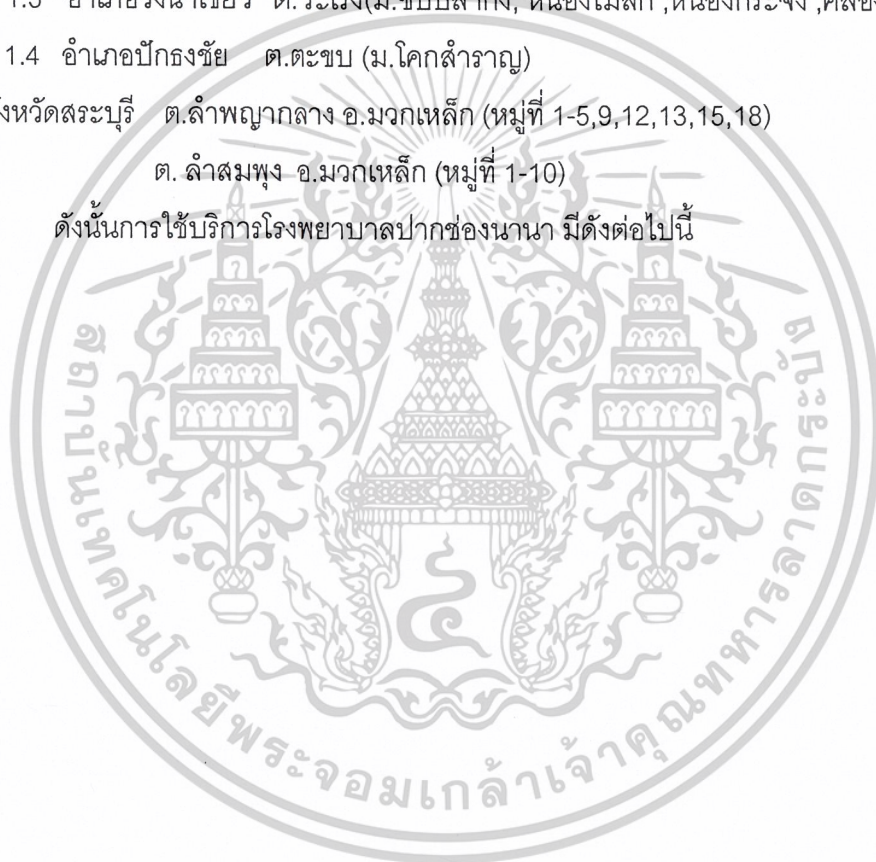 1.4 อำเภอปักธงชัย ต.ตะขบ (ม.โคกสำราญ)
จังหวัดสระบุรี ต.ลำพญากลาง อ.มวกเหล็ก (หมู่ที่ 1-5,9,12,13,15,18)
ต. ลำสมพุง อ.มวกเหล็ก (หมู่ที่ 1-10)
ดังนั้นการใช้บริการโรงพยาบาลปากช่องนานา มีดังต่อไปนี้
สถาบันเทคโนโลยีพระจอมเกล้าเจ้าคุณทหารลาดกระบัง